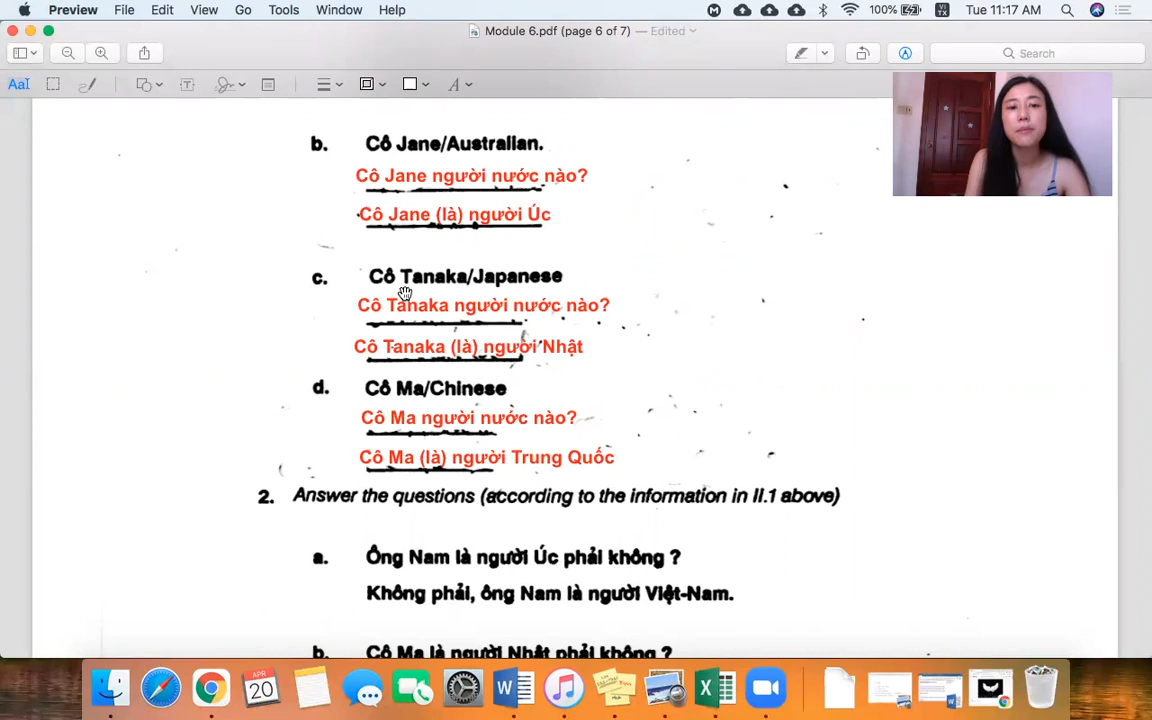 Preview File Edit View Go Tools Window Help 100% VI TX Tue 11:17 AM
Module 6.pdf (page 6 of 7) — Edited
Search
AaI T A
b. Cô Jane/Australian.
Cô Jane người nước nào?
Cô Jane (là) người Úc
c. Cô Tanaka/Japanese
Cô Tanaka người nước nào?
Cô Tanaka (là) người Nhật
d. Cô Ma/Chinese
Cô Ma người nước nào?
Cô Ma (là) người Trung Quốc
2. Answer the questions (according to the information in II.1 above)
a. Ông Nam là người Úc phải không ?
Không phải, ông Nam là người Việt-Nam.
b. Cô Ma là người Nhật phải không ?
APR
20
W X